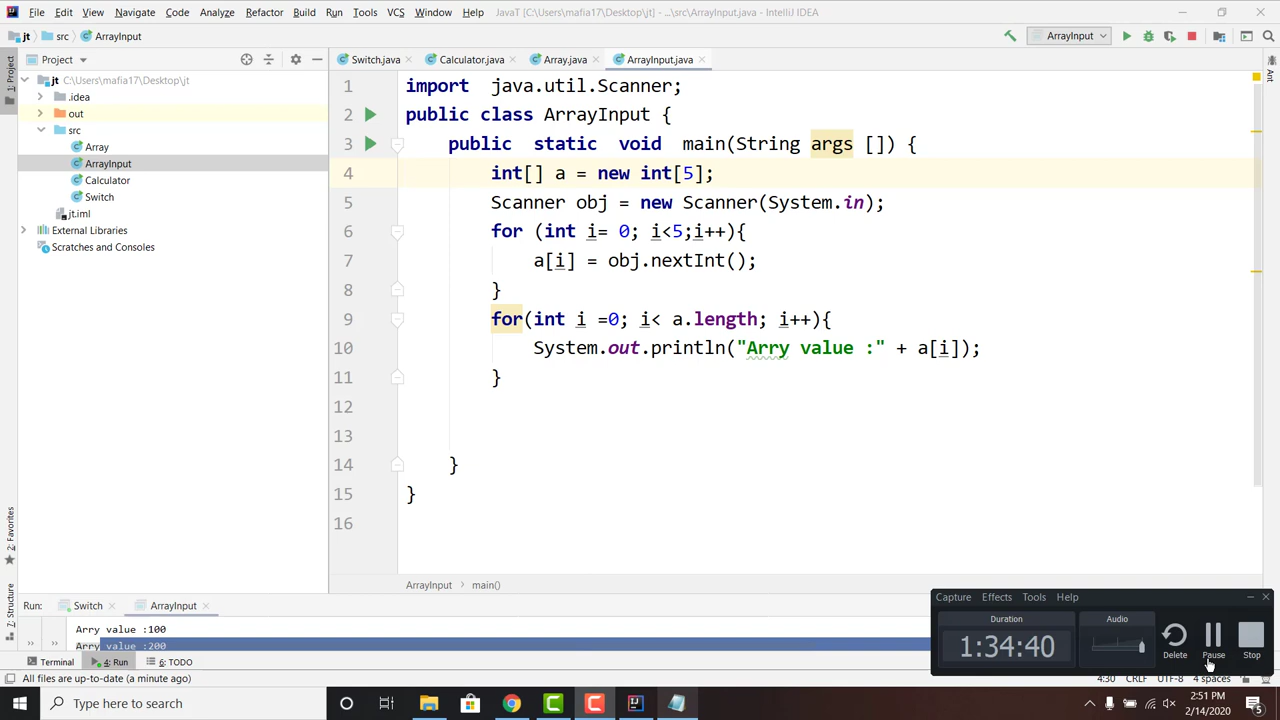 File Edit View Navigate Code Analyze Refactor Build Run Tools VCS Window Help JavaT [C:\Users\mafia17\Desktop\jt] - ...\src\ArrayInput.java - IntelliJ IDEA
jt src ArrayInput ArrayInput
Project Switch.java Calculator.java Array.java ArrayInput.java
1: Project
Ant
jt C:\Users\mafia17\Desktop\jt
.idea
out
src
Array
ArrayInput
Calculator
Switch
jt.iml
External Libraries
Scratches and Consoles
1 import java.util.Scanner;
2 public class ArrayInput {
3 public static void main(String args []) {
4 int[] a = new int[5];
5 Scanner obj = new Scanner(System.in);
6 for (int i= 0; i<5;i++){
7 a[i] = obj.nextInt();
8 }
9 for(int i =0; i< a.length; i++){
10 System.out.println("Arry value :" + a[i]);
11 }
12
13
14 }
15 }
16
ArrayInput main()
2: Favorites
Z: Structure
Run: Switch ArrayInput
Arry value :100
Arry value :200
Capture Effects Tools Help
Duration Audio
1:34:40
Delete Pause Stop
Terminal 4: Run 6: TODO
All files are up-to-date (a minute ago) 4:30 CRLF UTF-8 4 spaces
Type here to search
2:51 PM
2/14/2020
5